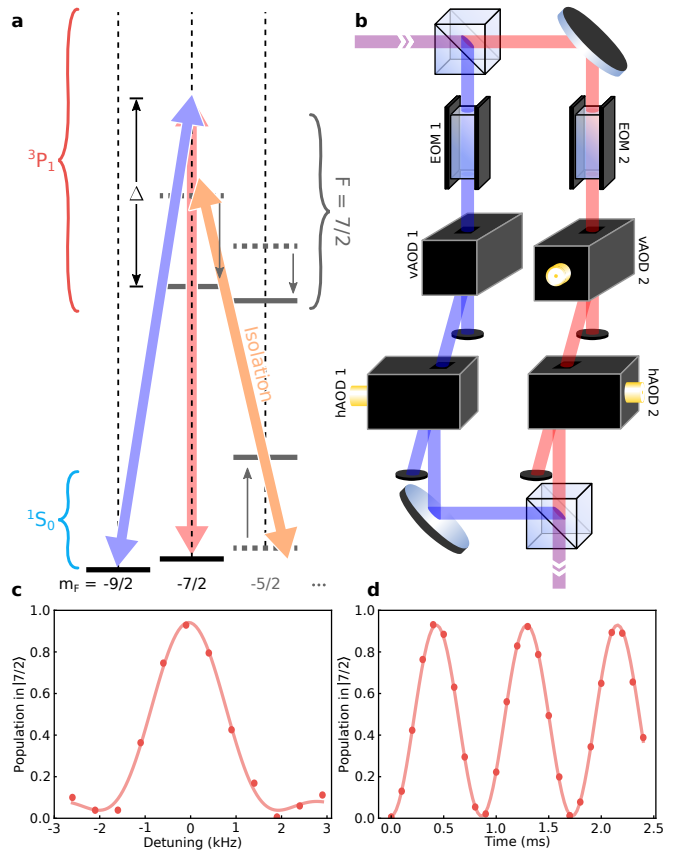 a
³P₁
Δ
F = 7/2
Isolation
¹S₀
m_F = -9/2 -7/2 -5/2 ...
b
EOM 1
EOM 2
vAOD 1
vAOD 2
hAOD 1
hAOD 2
c
Population in |7/2⟩
1.0
0.8
0.6
0.4
0.2
0.0
-3 -2 -1 0 1 2 3
Detuning (kHz)
d
Population in |7/2⟩
1.0
0.8
0.6
0.4
0.2
0.0
0.0 0.5 1.0 1.5 2.0 2.5
Time (ms)